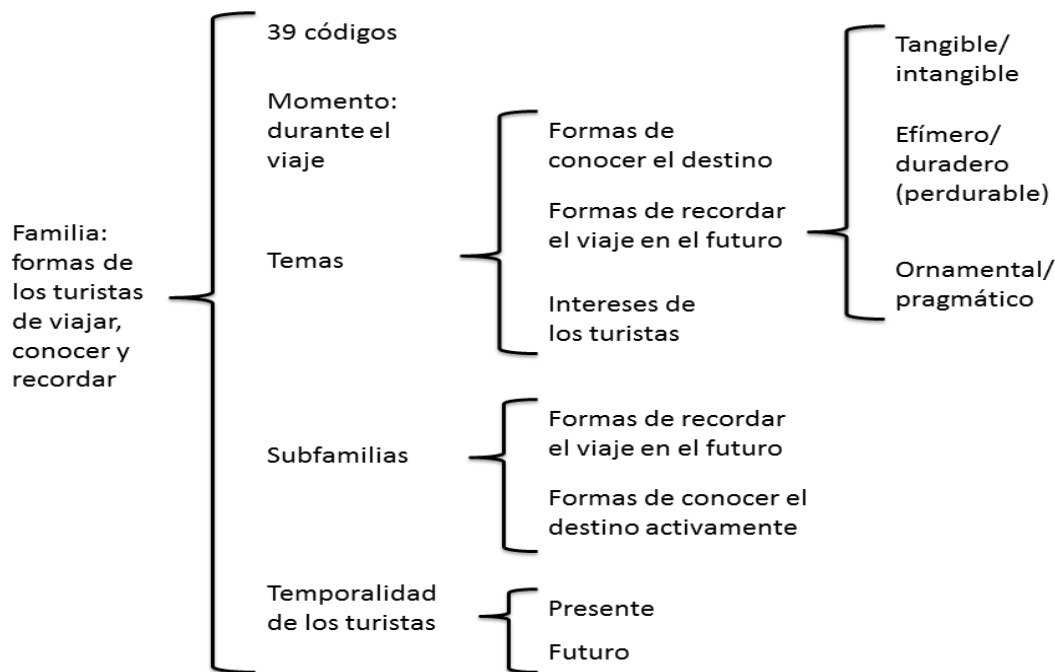 Familia:
formas de
los turistas
de viajar,
conocer y
recordar
39 códigos
Momento:
durante el
viaje
Temas
Formas de
conocer el destino
Formas de recordar
el viaje en el futuro
Intereses de
los turistas
Tangible/
intangible
Efímero/
duradero
(perdurable)
Ornamental/
pragmático
Subfamilias
Formas de recordar
el viaje en el futuro
Formas de conocer el
destino activamente
Temporalidad
de los turistas
Presente
Futuro